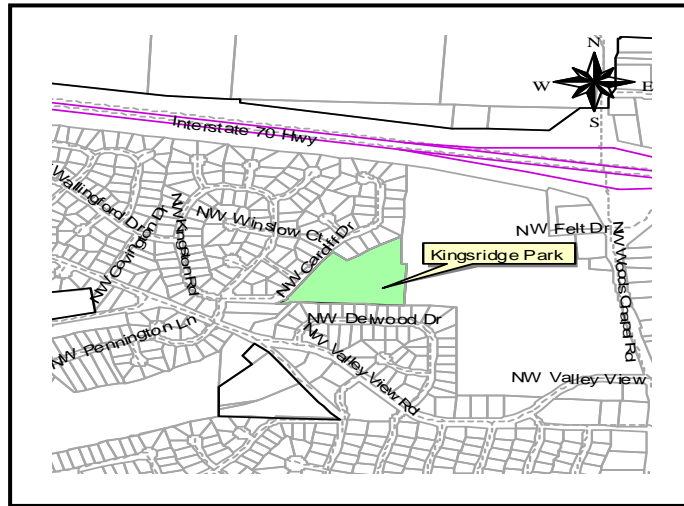 N
W E
S
Interstate 70 Hwy
Wallingford Dr
NW Covington Dr
NW Kingston Rd
NW Winslow Ct
NW Cardiff Dr
NW Felt Dr
Kingsridge Park
NW Woods Chapel Rd
NW Pennington Ln
NW Delwood Dr
NW Valley View Rd
NW Valley View